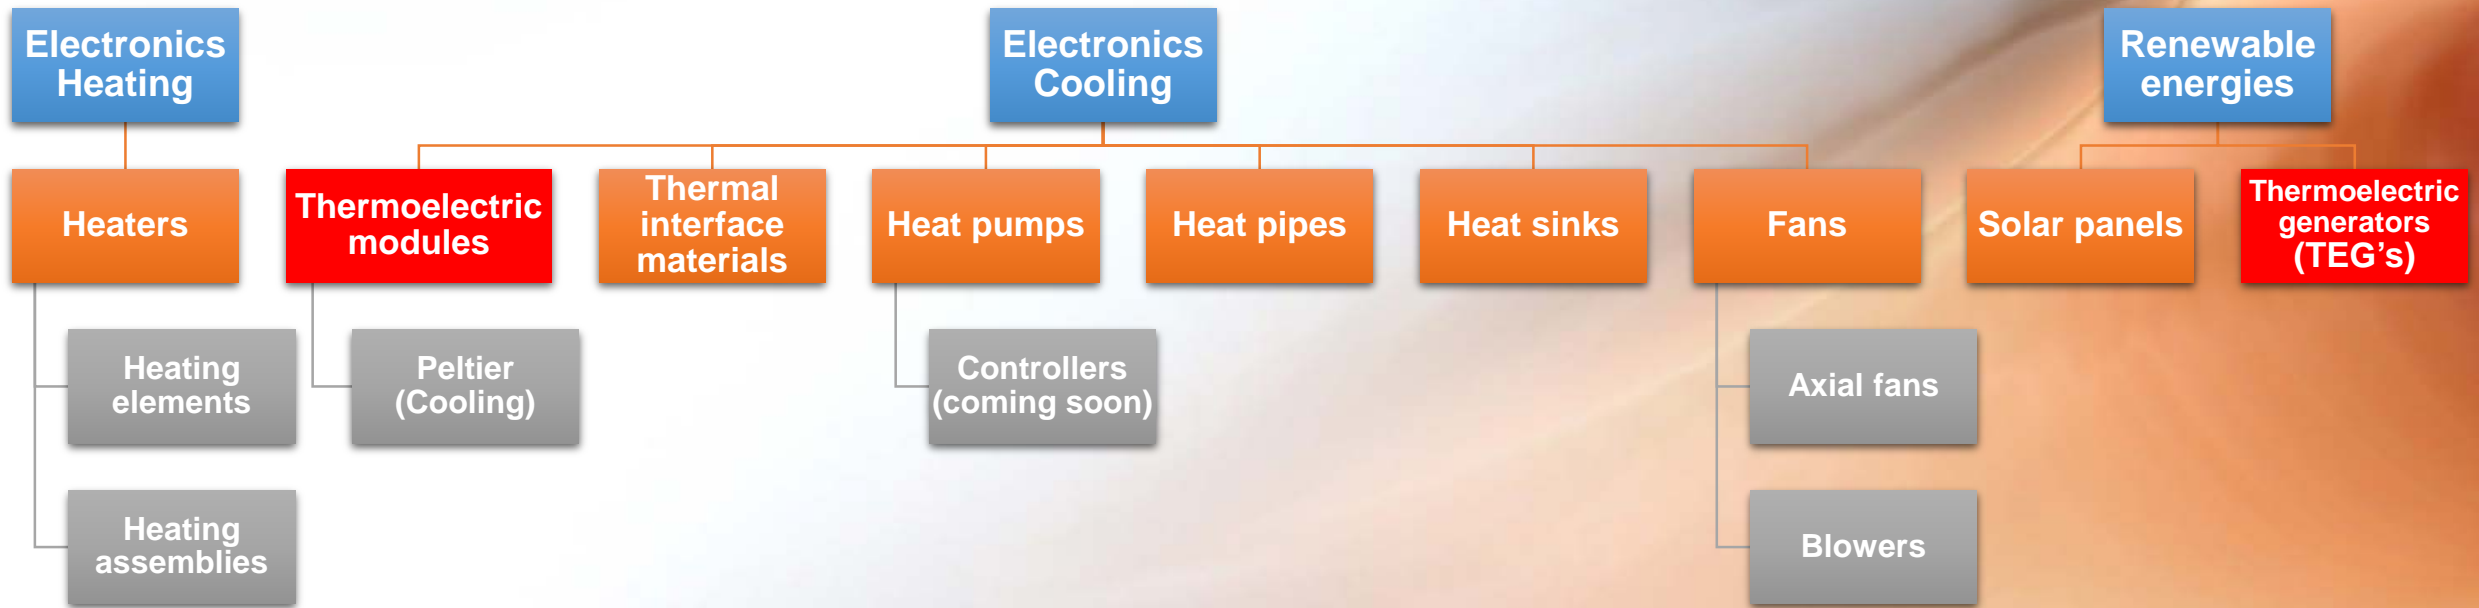 Electronics
Heating
Electronics
Cooling
Renewable
energies
Heaters
Thermoelectric
modules
Thermal
interface
materials
Heat pumps
Heat pipes
Heat sinks
Fans
Solar panels
Thermoelectric
generators
(TEG’s)
Heating
elements
Peltier
(Cooling)
Controllers
(coming soon)
Axial fans
Heating
assemblies
Blowers